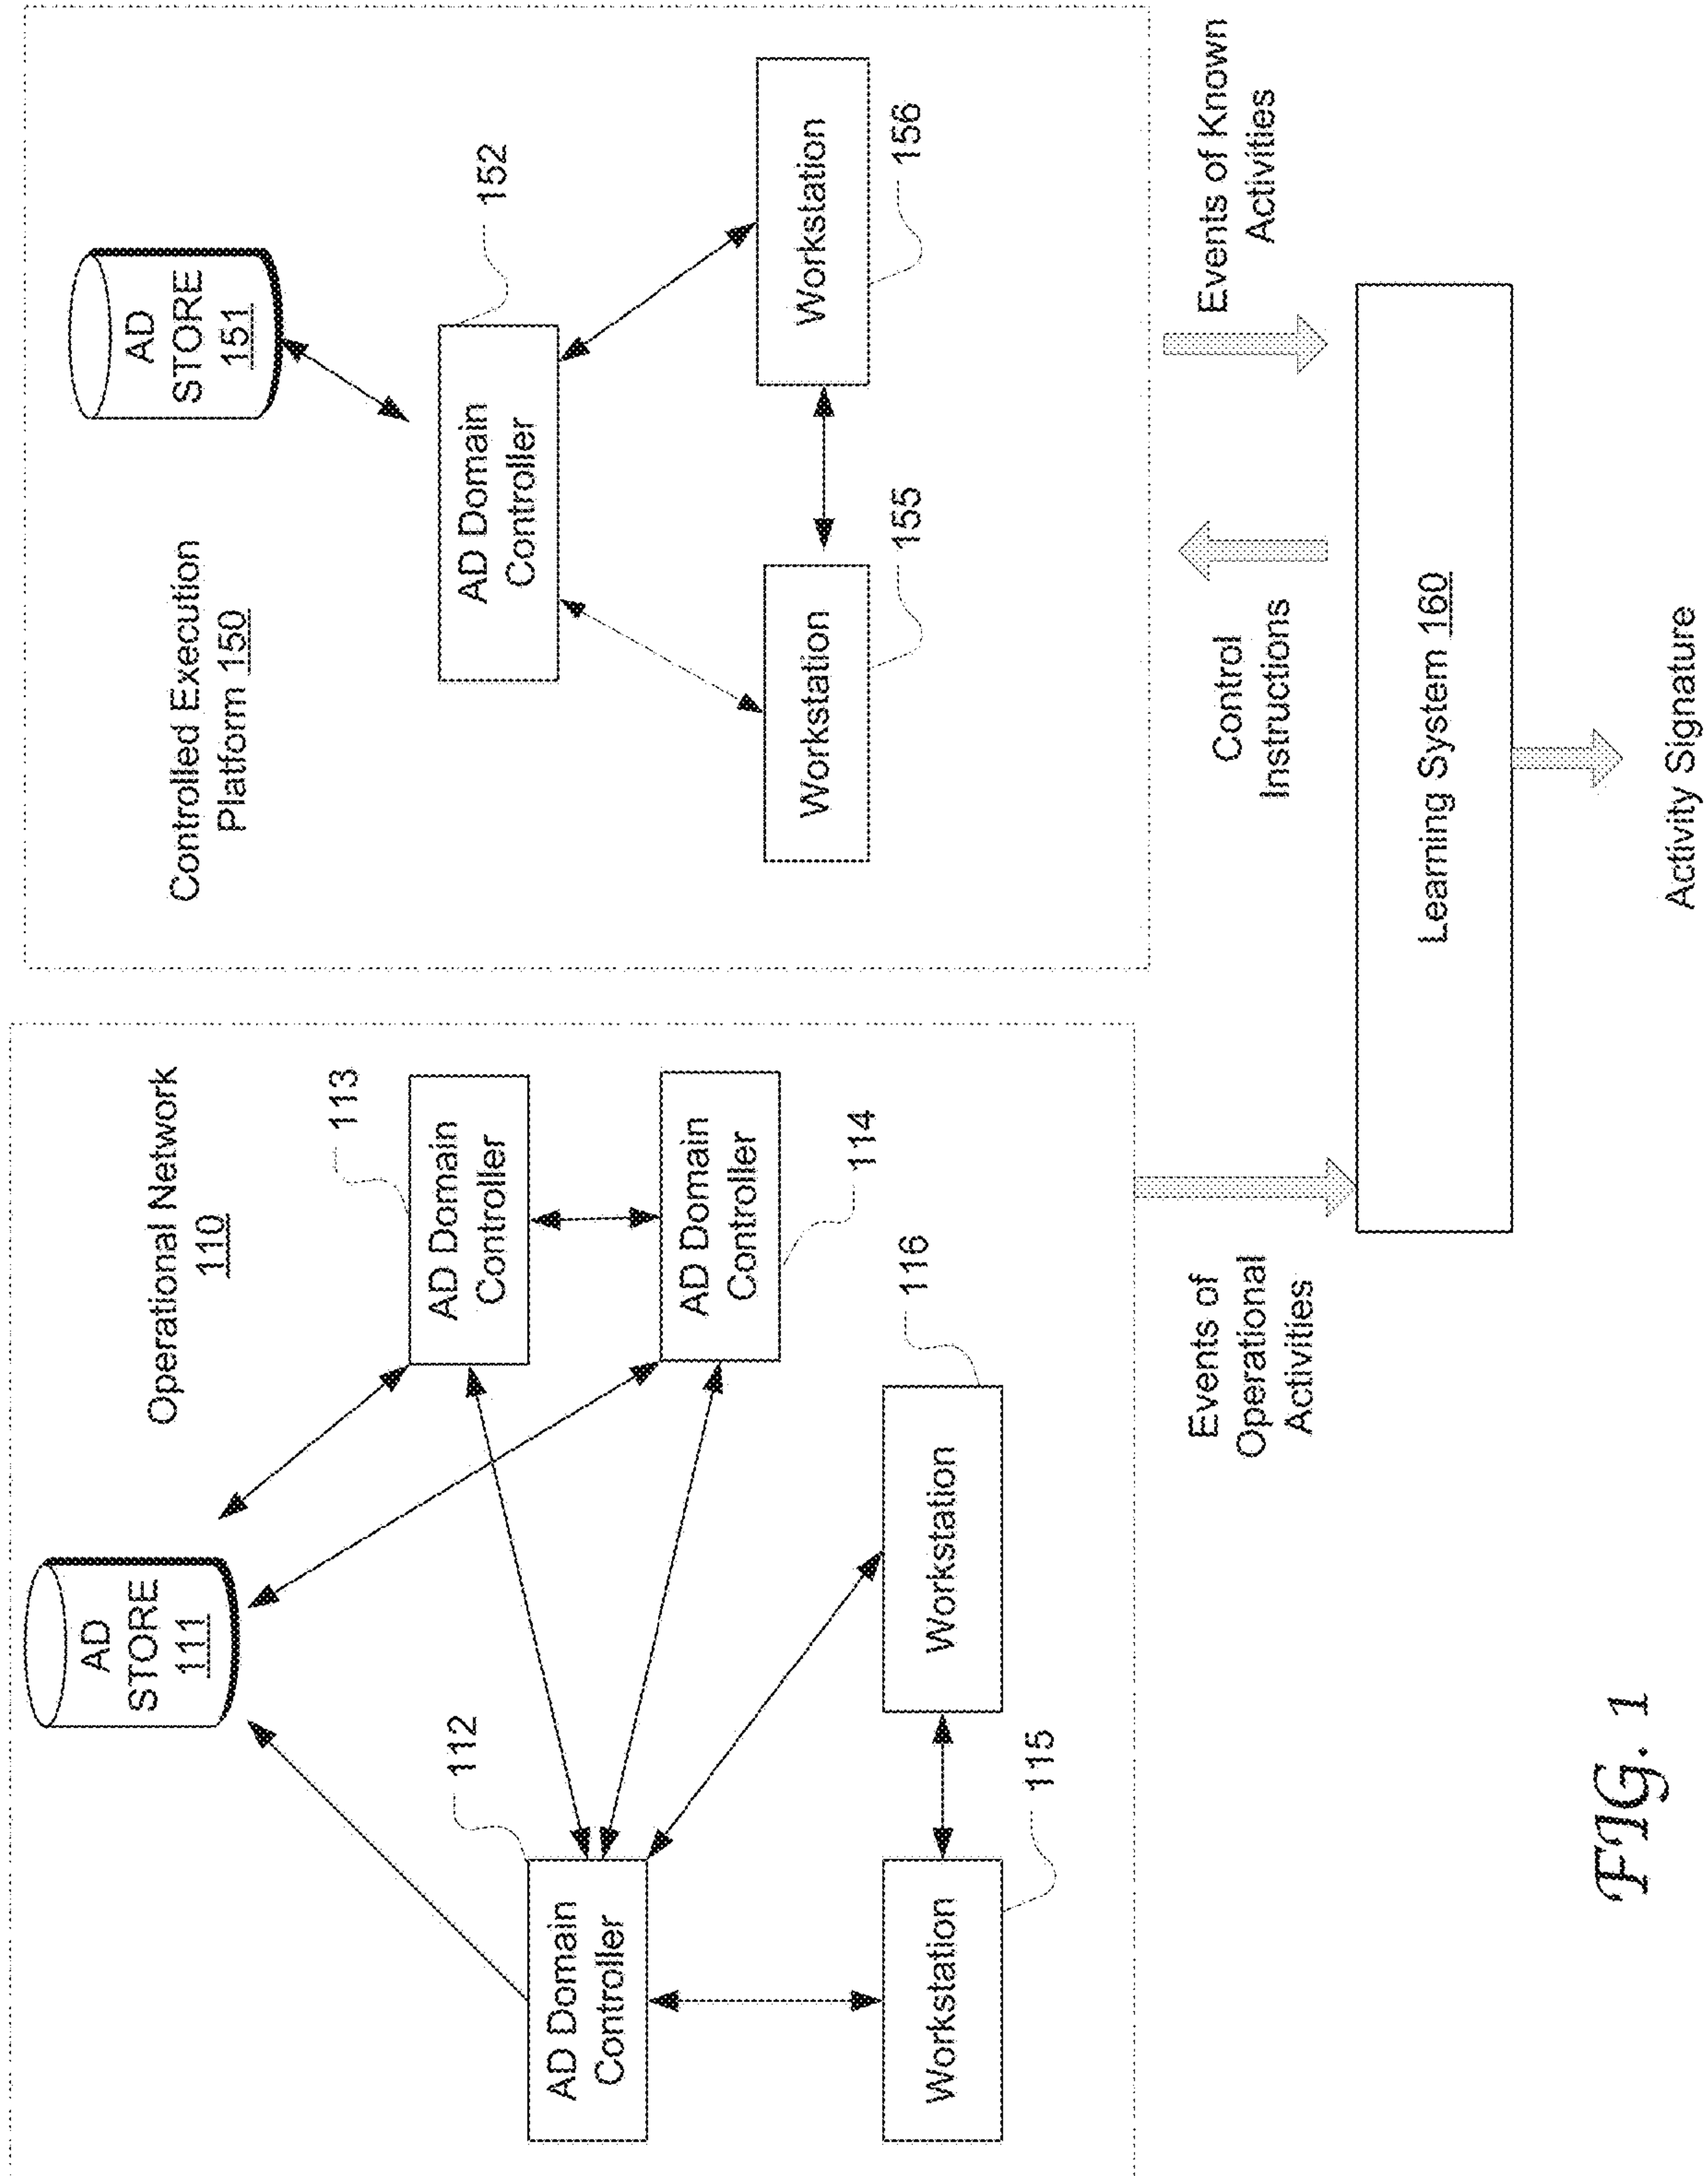 Operational Network
110
AD
STORE
111
113
AD Domain
Controller
112
AD Domain
Controller
AD Domain
Controller
114
116
Workstation
Workstation
115
Controlled Execution
Platform 150
AD
STORE
151
152
AD Domain
Controller
Workstation
155
Workstation
156
Events of
Operational
Activities
Control
Instructions
Events of Known
Activities
Learning System 160
Activity Signature
FIG. 1